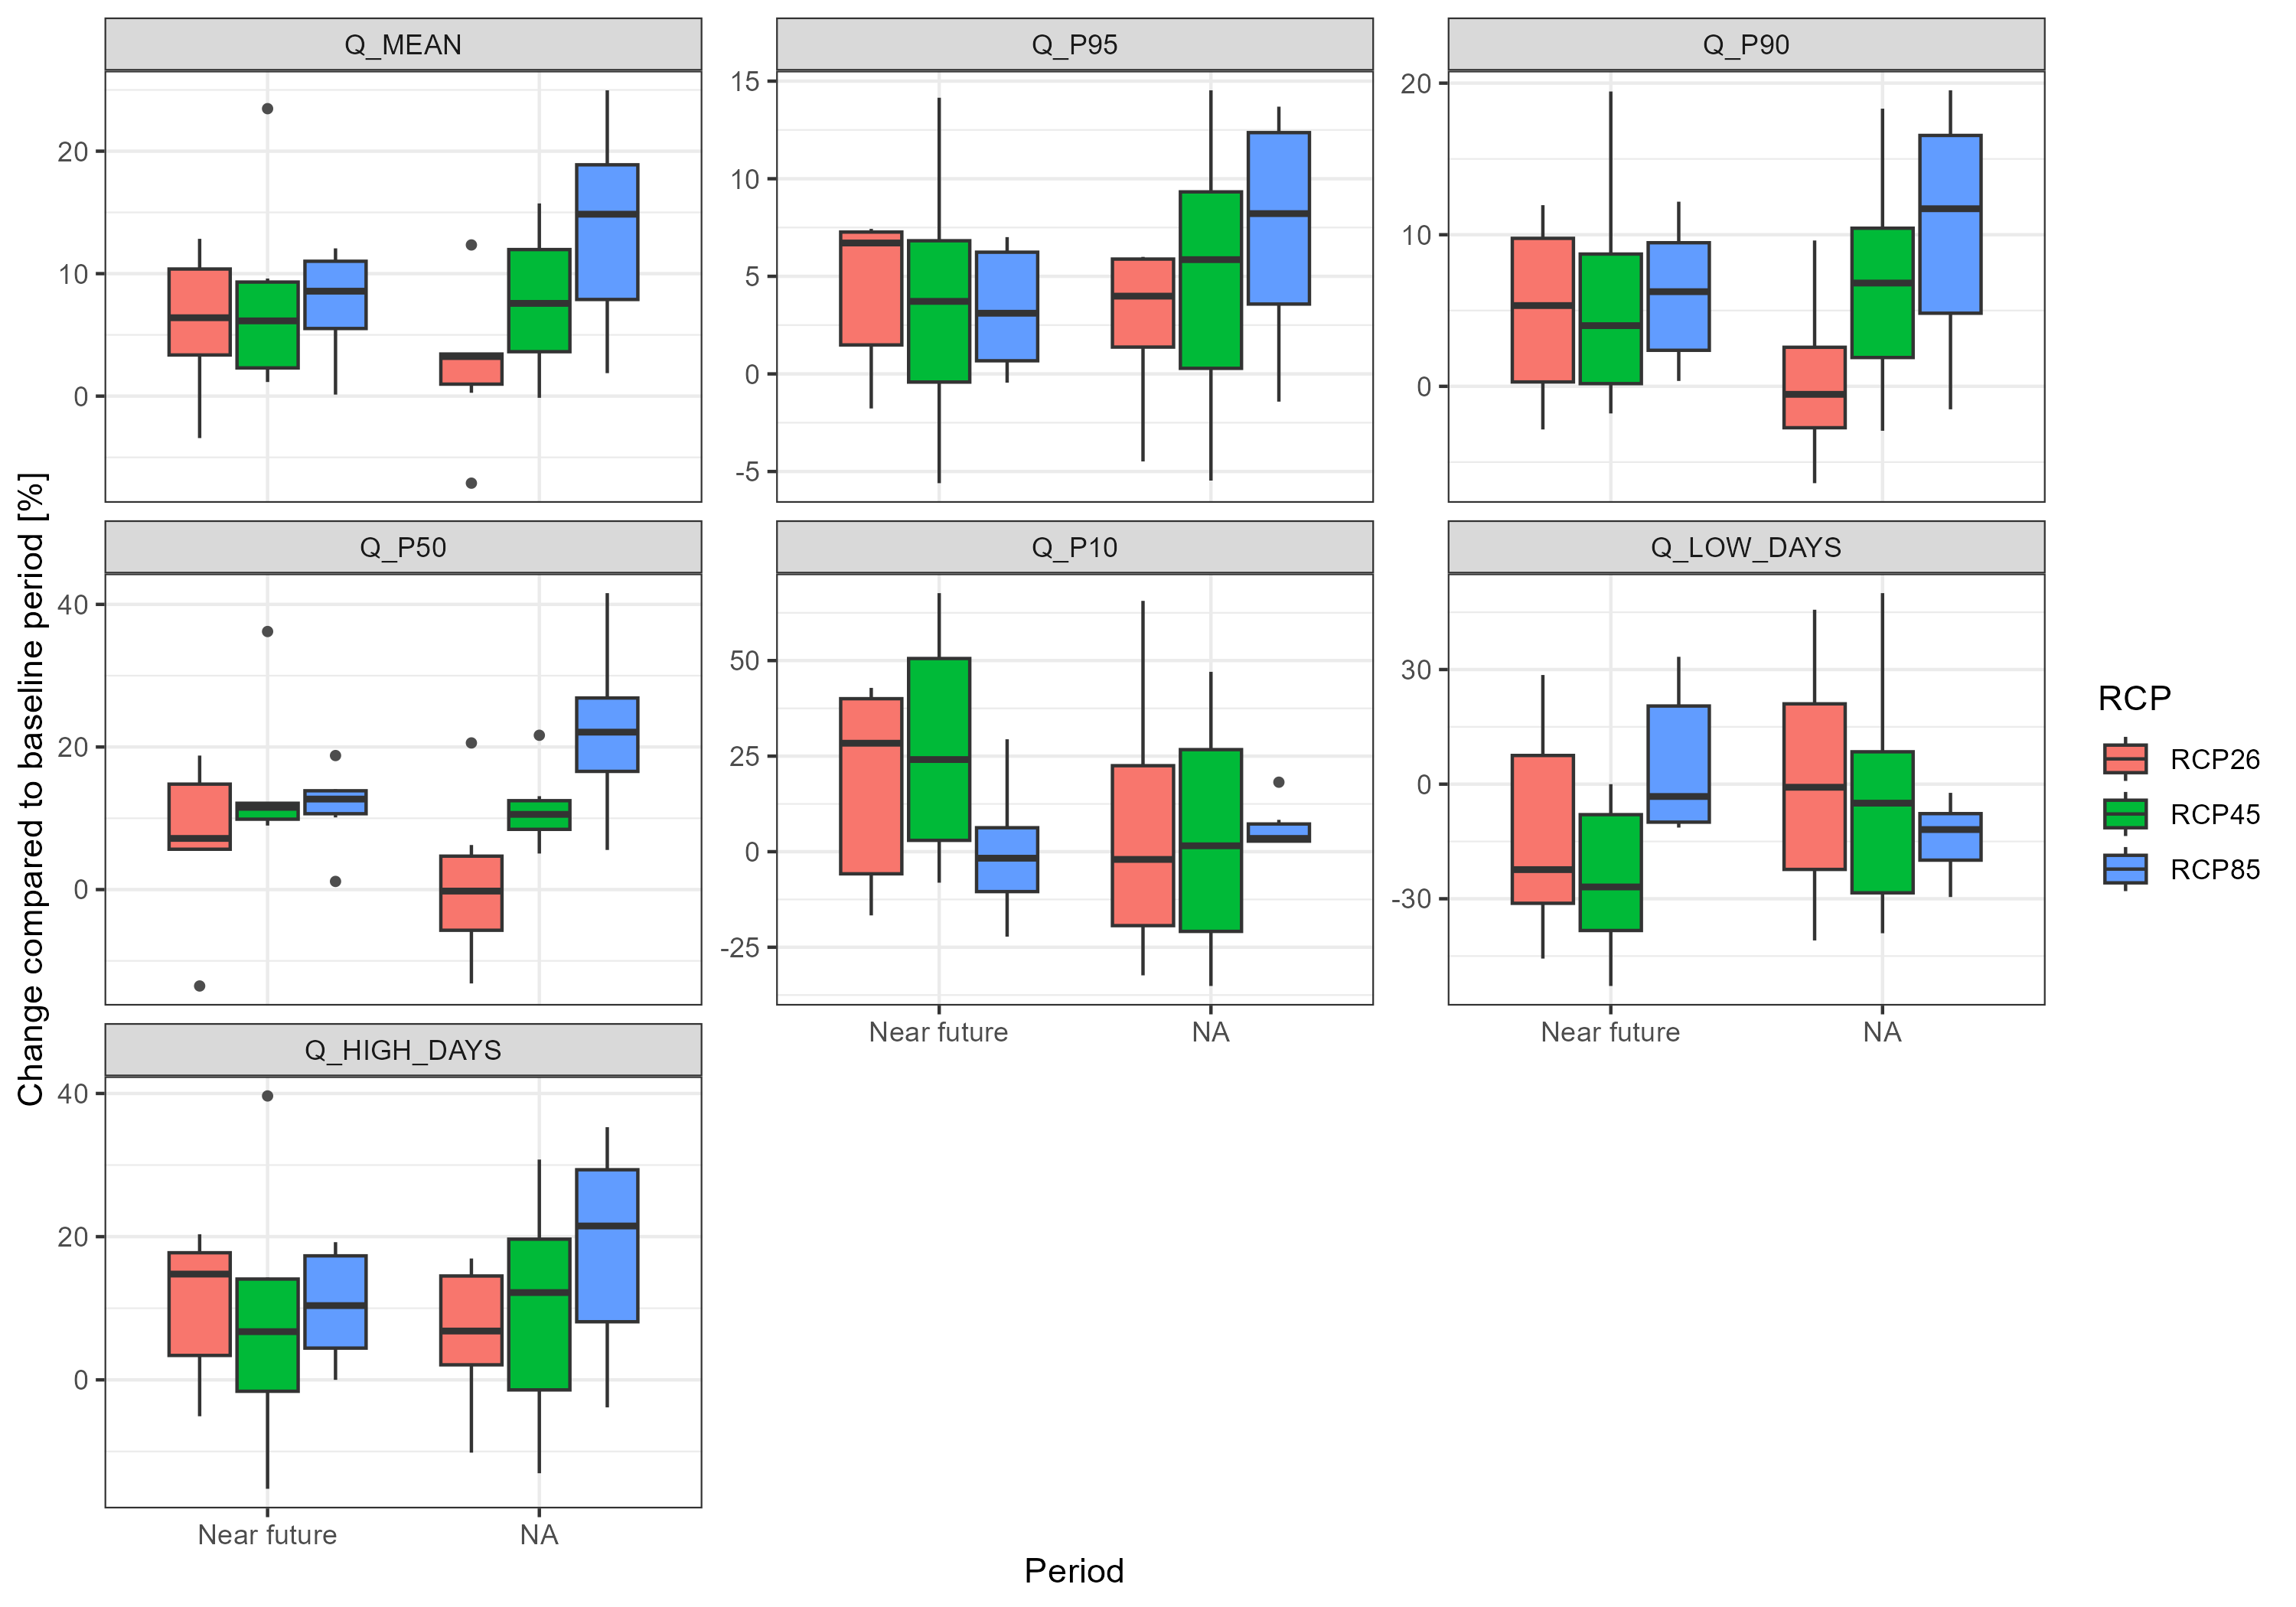 Q_MEAN
Q_P95
Q_P90
20
10
0
15
10
5
0
-5
20
10
0
Q_P50
Q_P10
Q_LOW_DAYS
40
20
0
50
25
0
-25
30
0
-30
Near future
NA
Near future
NA
Q_HIGH_DAYS
40
20
0
Near future
NA
Period
Change compared to baseline period [%]
RCP
RCP26
RCP45
RCP85